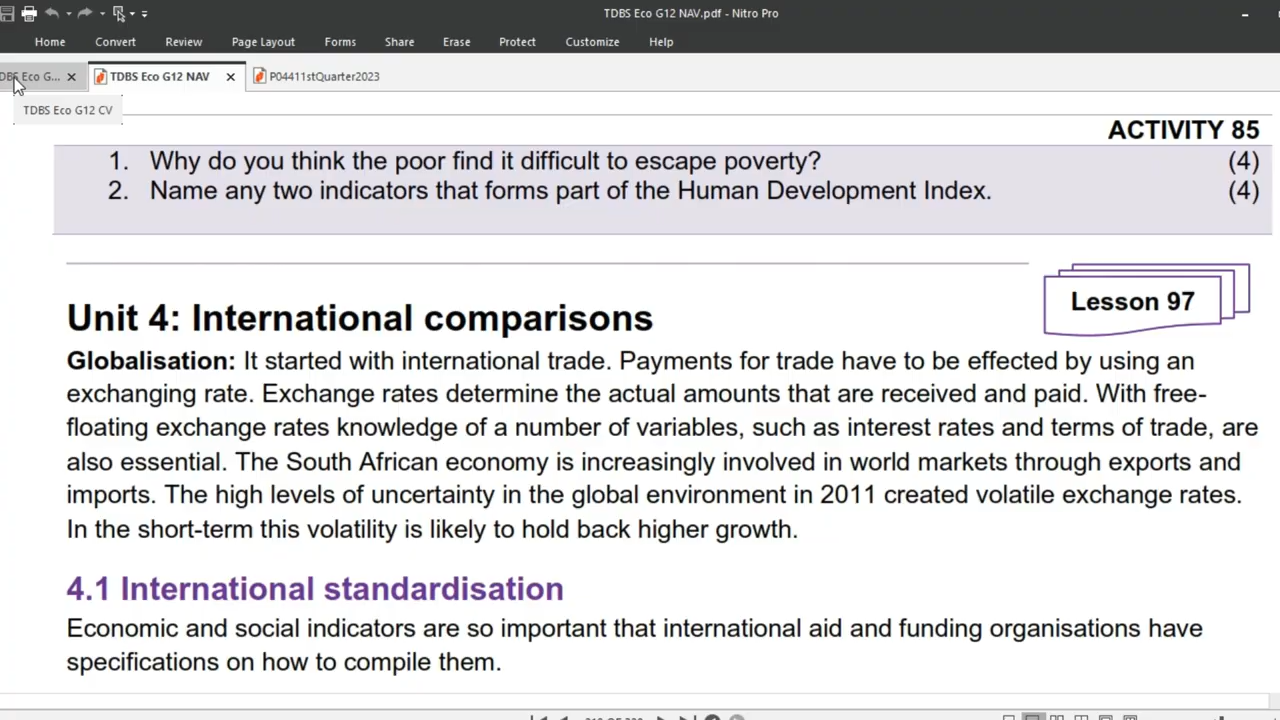 TDBS Eco G12 NAV.pdf - Nitro Pro
Home Convert Review Page Layout Forms Share Erase Protect Customize Help
DBS Eco G... TDBS Eco G12 NAV P04411stQuarter2023
TDBS Eco G12 CV
ACTIVITY 85
1. Why do you think the poor find it difficult to escape poverty? (4)
2. Name any two indicators that forms part of the Human Development Index. (4)
Lesson 97
Unit 4: International comparisons
Globalisation: It started with international trade. Payments for trade have to be effected by using an
exchanging rate. Exchange rates determine the actual amounts that are received and paid. With free-
floating exchange rates knowledge of a number of variables, such as interest rates and terms of trade, are
also essential. The South African economy is increasingly involved in world markets through exports and
imports. The high levels of uncertainty in the global environment in 2011 created volatile exchange rates.
In the short-term this volatility is likely to hold back higher growth.
4.1 International standardisation
Economic and social indicators are so important that international aid and funding organisations have
specifications on how to compile them.